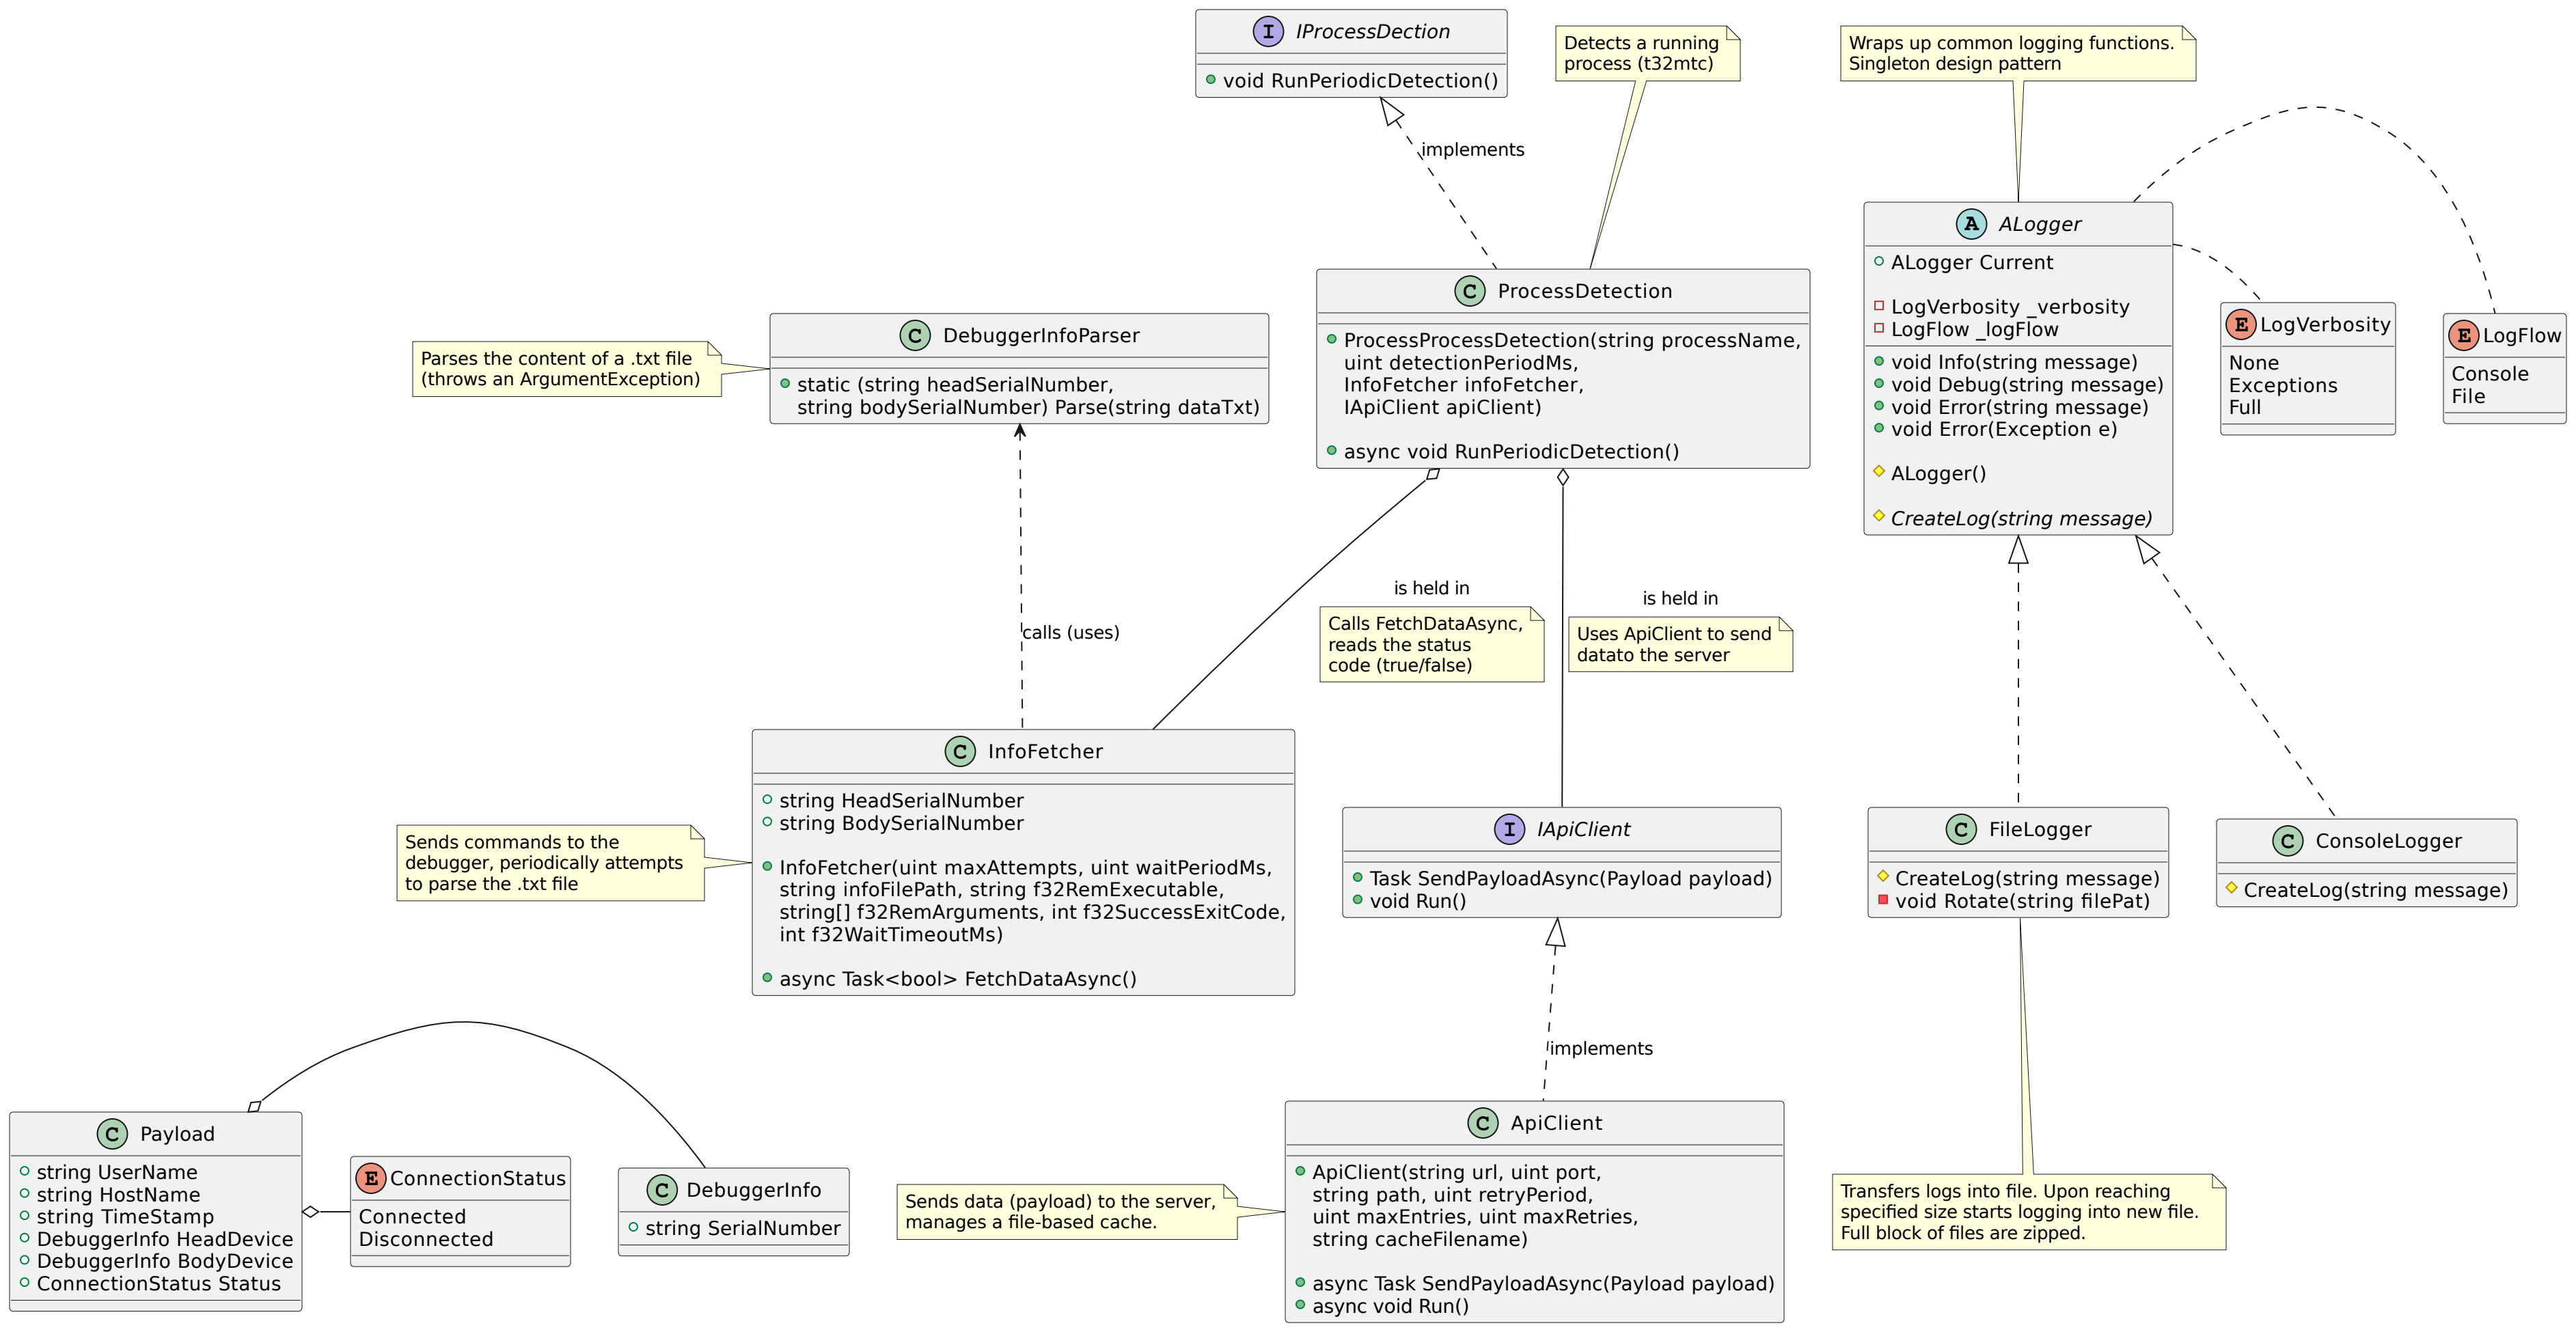 I IProcessDection
void RunPeriodicDetection()
Detects a running
process (t32mtc)
Wraps up common logging functions.
Singleton design pattern
implements
A ALogger
ALogger Current
LogVerbosity _verbosity
LogFlow _logFlow
void Info(string message)
void Debug(string message)
void Error(string message)
void Error(Exception e)
ALogger()
CreateLog(string message)
E LogVerbosity
None
Exceptions
Full
E LogFlow
Console
File
C ProcessDetection
ProcessProcessDetection(string processName,
uint detectionPeriodMs,
InfoFetcher infoFetcher,
IApiClient apiClient)
async void RunPeriodicDetection()
Parses the content of a .txt file
(throws an ArgumentException)
C DebuggerInfoParser
static (string headSerialNumber,
string bodySerialNumber) Parse(string dataTxt)
calls (uses)
is held in
Calls FetchDataAsync,
reads the status
code (true/false)
is held in
Uses ApiClient to send
datato the server
Sends commands to the
debugger, periodically attempts
to parse the .txt file
C InfoFetcher
string HeadSerialNumber
string BodySerialNumber
InfoFetcher(uint maxAttempts, uint waitPeriodMs,
string infoFilePath, string f32RemExecutable,
string[] f32RemArguments, int f32SuccessExitCode,
int f32WaitTimeoutMs)
async Task<bool> FetchDataAsync()
I IApiClient
Task SendPayloadAsync(Payload payload)
void Run()
C FileLogger
CreateLog(string message)
void Rotate(string filePat)
C ConsoleLogger
CreateLog(string message)
implements
C Payload
string UserName
string HostName
string TimeStamp
DebuggerInfo HeadDevice
DebuggerInfo BodyDevice
ConnectionStatus Status
E ConnectionStatus
Connected
Disconnected
C DebuggerInfo
string SerialNumber
Sends data (payload) to the server,
manages a file-based cache.
C ApiClient
ApiClient(string url, uint port,
string path, uint retryPeriod,
uint maxEntries, uint maxRetries,
string cacheFilename)
async Task SendPayloadAsync(Payload payload)
async void Run()
Transfers logs into file. Upon reaching
specified size starts logging into new file.
Full block of files are zipped.